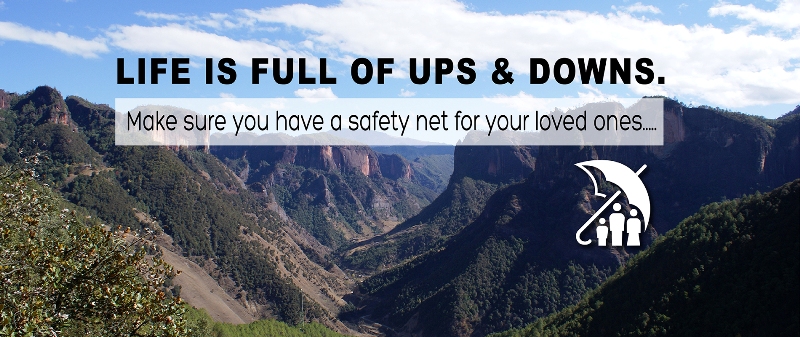 LIFE IS FULL OF UPS & DOWNS.
Make sure you have a safety net for your loved ones.....